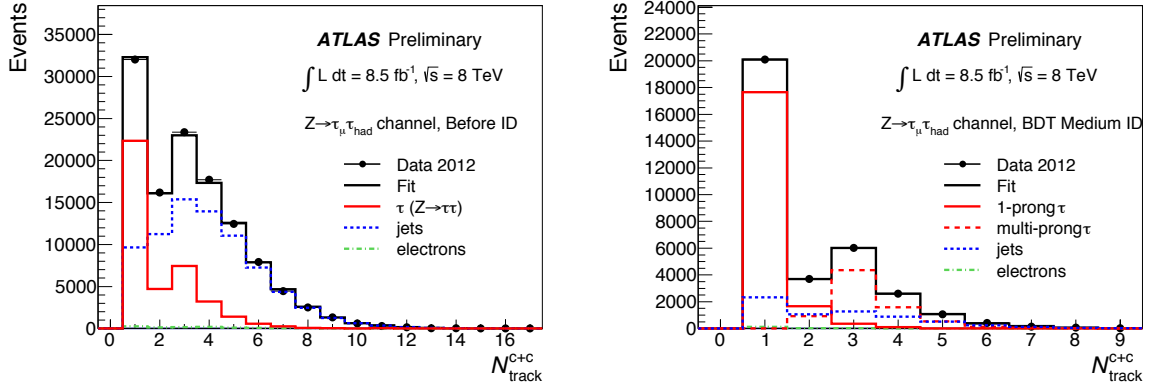 Events
35000
30000
25000
20000
15000
10000
5000
0
ATLAS Preliminary
∫ L dt = 8.5 fb⁻¹, √s = 8 TeV
Z→τ_μτ_had channel, Before ID
Data 2012
Fit
τ (Z→ττ)
jets
electrons
0 2 4 6 8 10 12 14 16
N_track^c+c
Events
24000
22000
20000
18000
16000
14000
12000
10000
8000
6000
4000
2000
0
ATLAS Preliminary
∫ L dt = 8.5 fb⁻¹, √s = 8 TeV
Z→τ_μτ_had channel, BDT Medium ID
Data 2012
Fit
1-prong τ
multi-prong τ
jets
electrons
0 1 2 3 4 5 6 7 8 9
N_track^c+c